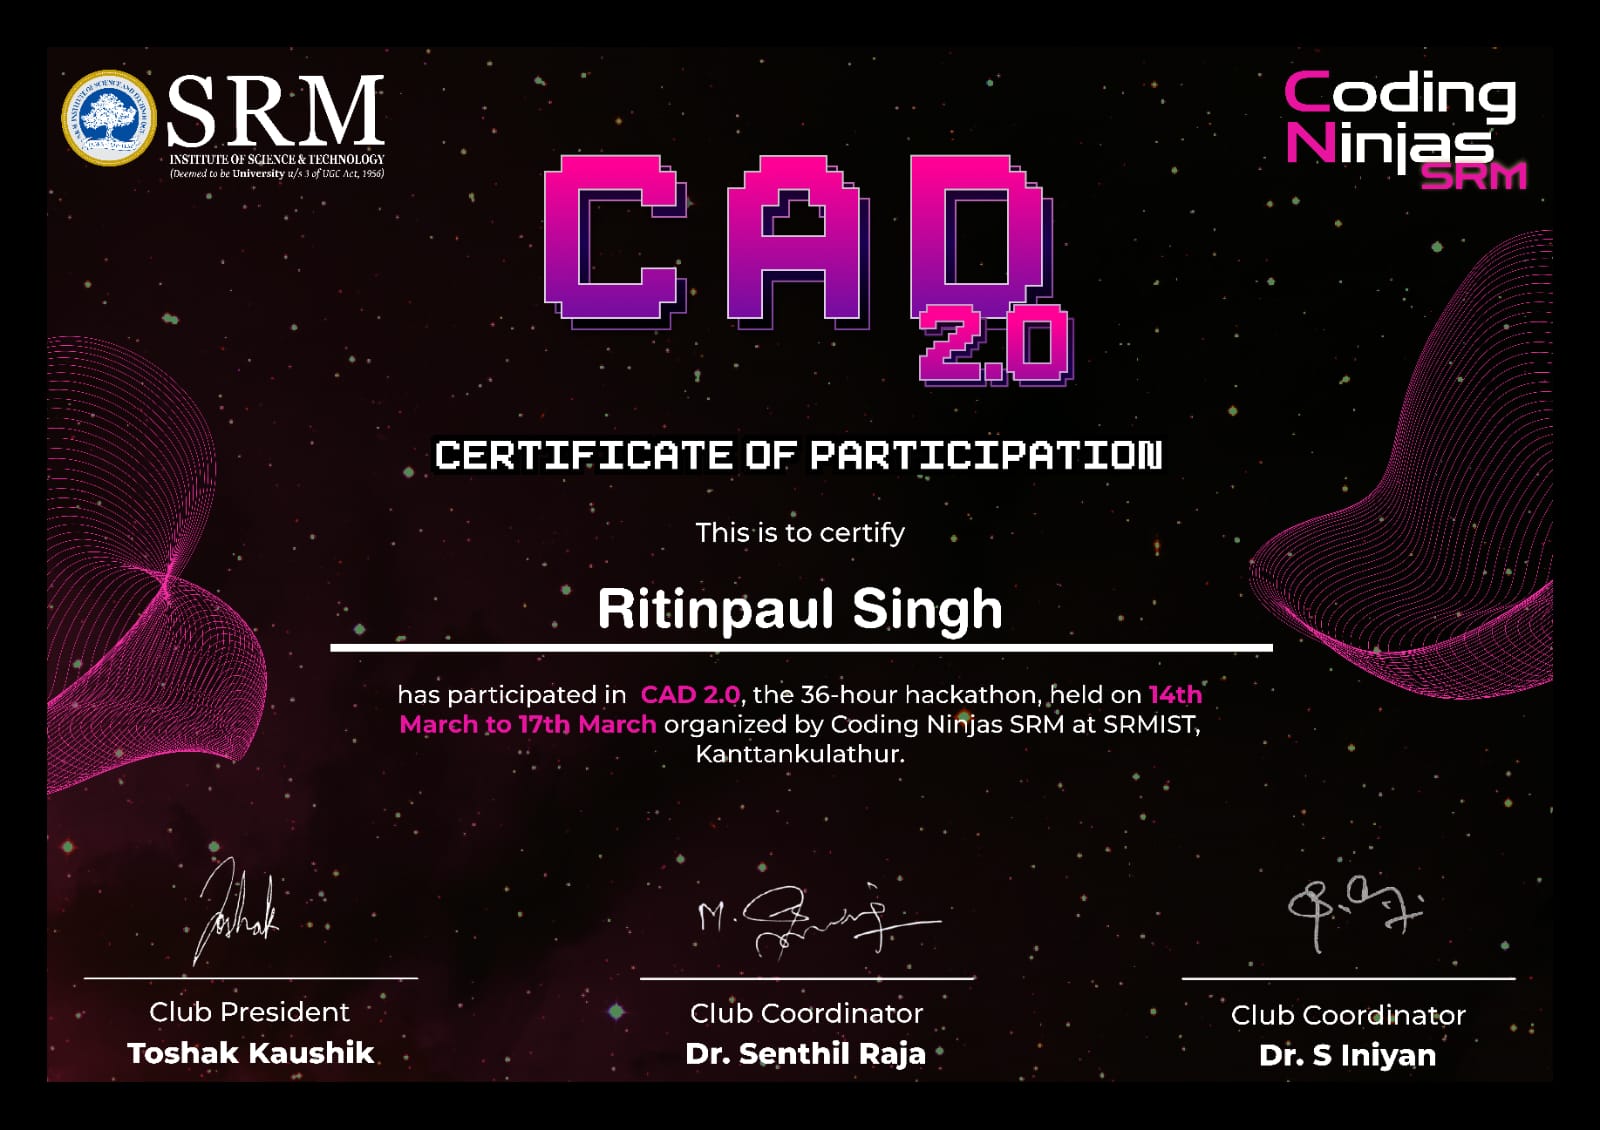 SRM
INSTITUTE OF SCIENCE & TECHNOLOGY
(Deemed to be University u/s 3 of UGC Act, 1956)
Coding
Ninjas
SRM
CAD
2.0
CERTIFICATE OF PARTICIPATION
This is to certify
Ritinpaul Singh
has participated in CAD 2.0, the 36-hour hackathon, held on 14th
March to 17th March organized by Coding Ninjas SRM at SRMIST,
Kanttankulathur.
Toshak
Club President
Toshak Kaushik
Club Coordinator
Dr. Senthil Raja
Club Coordinator
Dr. S Iniyan